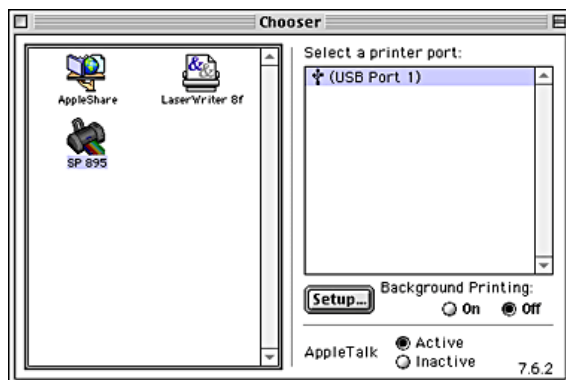 Chooser
AppleShare
LaserWriter 8f
SP 895
Select a printer port:
(USB Port 1)
Setup...
Background Printing:
On Off
AppleTalk
Active
Inactive
7.6.2